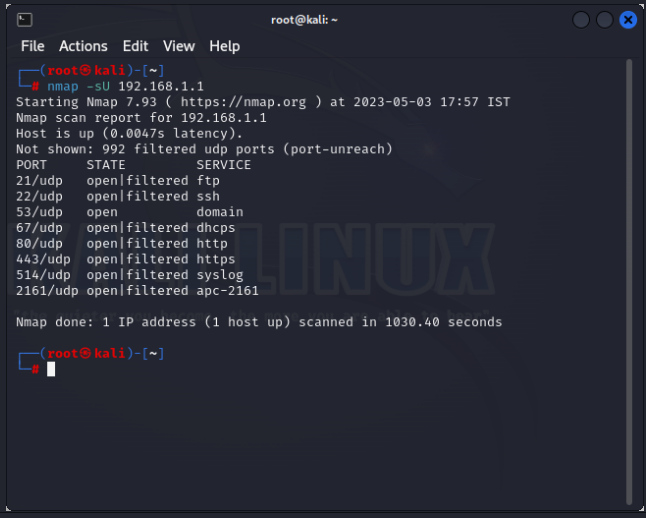 root@kali: ~
File Actions Edit View Help
┌──(root㉿kali)-[~]
└─# nmap -sU 192.168.1.1
Starting Nmap 7.93 ( https://nmap.org ) at 2023-05-03 17:57 IST
Nmap scan report for 192.168.1.1
Host is up (0.0047s latency).
Not shown: 992 filtered udp ports (port-unreach)
PORT     STATE         SERVICE
21/udp   open|filtered ftp
22/udp   open|filtered ssh
53/udp   open          domain
67/udp   open|filtered dhcps
80/udp   open|filtered http
443/udp  open|filtered https
514/udp  open|filtered syslog
2161/udp open|filtered apc-2161
LINUX
Nmap done: 1 IP address (1 host up) scanned in 1030.40 seconds
┌──(root㉿kali)-[~]
└─#